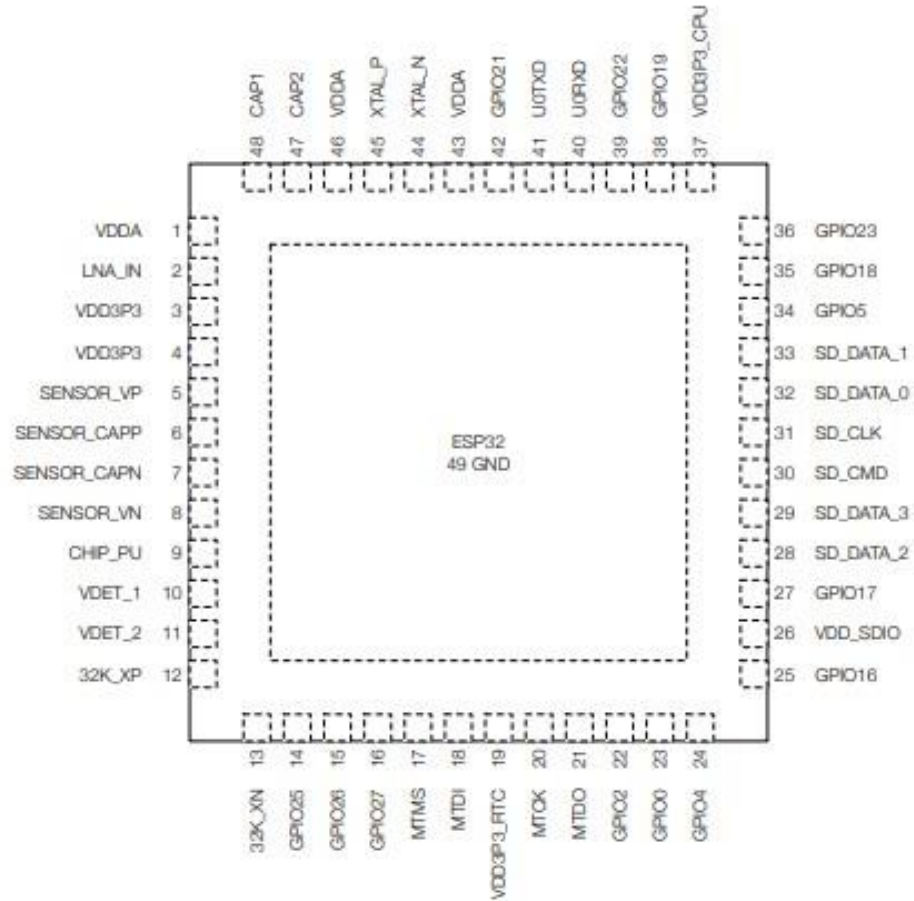 CAP1
CAP2
VDDA
XTAL_P
XTAL_N
VDDA
GPIO21
U0TXD
U0RXD
GPIO22
GPIO19
VDD3P3_CPU
48
47
46
45
44
43
42
41
40
39
38
37
VDDA 1
LNA_IN 2
VDD3P3 3
VDD3P3 4
SENSOR_VP 5
SENSOR_CAPP 6
SENSOR_CAPN 7
SENSOR_VN 8
CHIP_PU 9
VDET_1 10
VDET_2 11
32K_XP 12
ESP32
49 GND
36 GPIO23
35 GPIO18
34 GPIO5
33 SD_DATA_1
32 SD_DATA_0
31 SD_CLK
30 SD_CMD
29 SD_DATA_3
28 SD_DATA_2
27 GPIO17
26 VDD_SDIO
25 GPIO16
13
14
15
16
17
18
19
20
21
22
23
24
32K_XN
GPIO25
GPIO26
GPIO27
MTMS
MTDI
VDD3P3_RTC
MTCK
MTDO
GPIO2
GPIO0
GPIO4